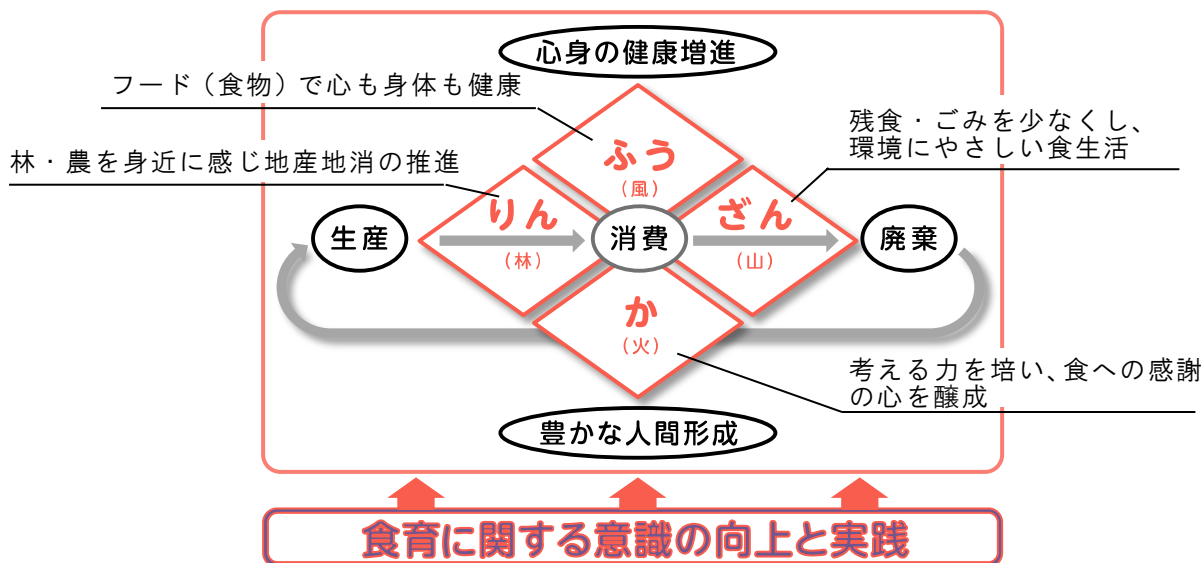 心身の健康増進
フード（食物）で心も身体も健康
残食・ごみを少なくし、
環境にやさしい食生活
林・農を身近に感じ地産地消の推進
ふう
（風）
りん
（林）
ざん
（山）
生産
消費
廃棄
か
（火）
考える力を培い、食への感謝
の心を醸成
豊かな人間形成
食育に関する意識の向上と実践